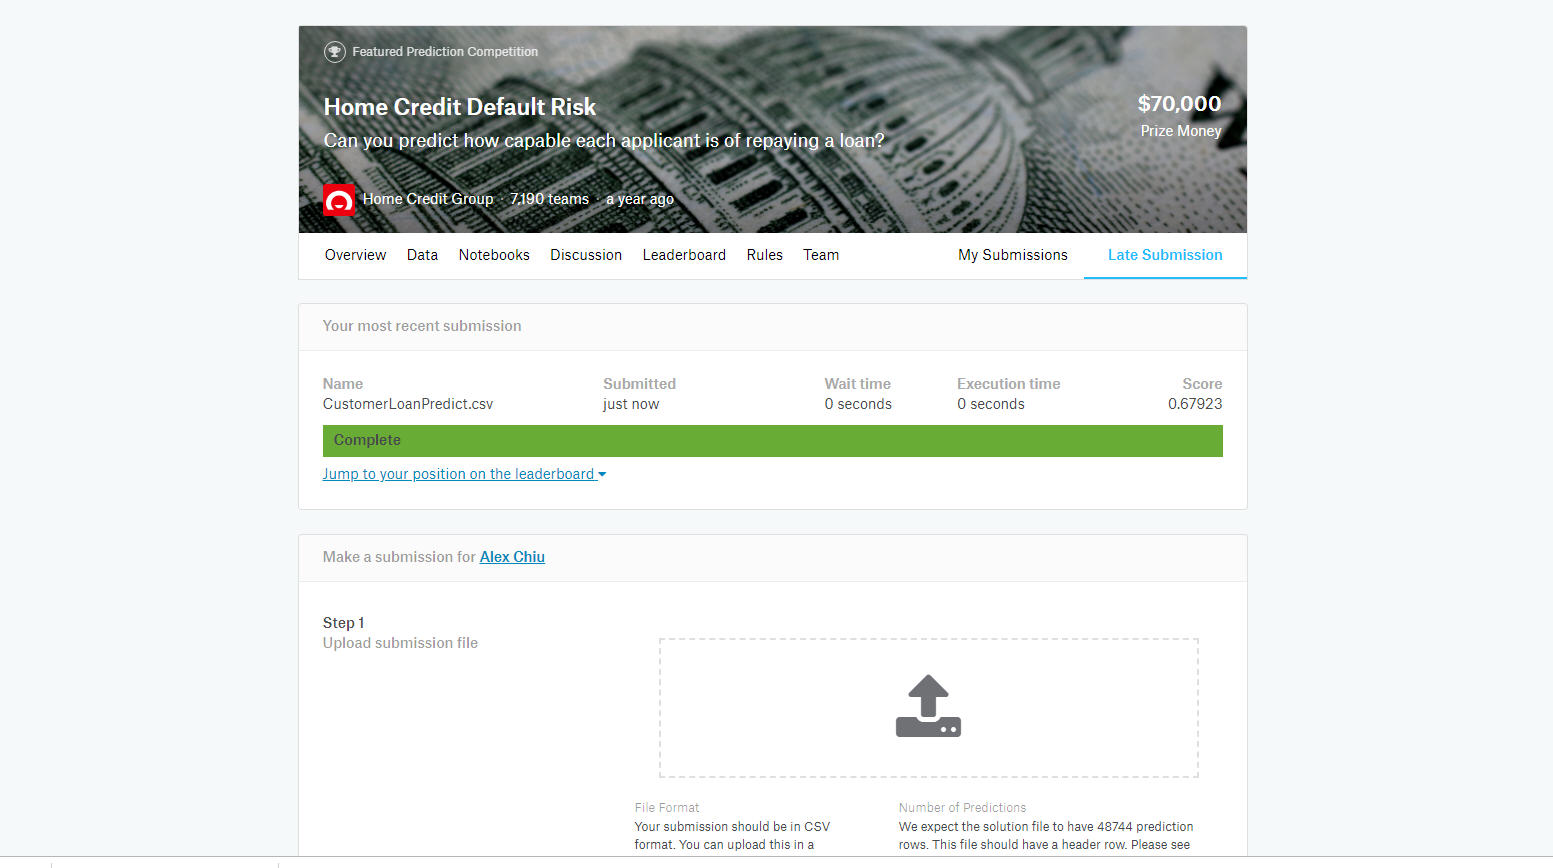 Featured Prediction Competition
Home Credit Default Risk
Can you predict how capable each applicant is of repaying a loan?
$70,000
Prize Money
Home Credit Group · 7,190 teams · a year ago
Overview Data Notebooks Discussion Leaderboard Rules Team My Submissions Late Submission
Your most recent submission
Name Submitted Wait time Execution time Score
CustomerLoanPredict.csv just now 0 seconds 0 seconds 0.67923
Complete
Jump to your position on the leaderboard
Make a submission for Alex Chiu
Step 1
Upload submission file
File Format
Your submission should be in CSV
format. You can upload this in a
Number of Predictions
We expect the solution file to have 48744 prediction
rows. This file should have a header row. Please see